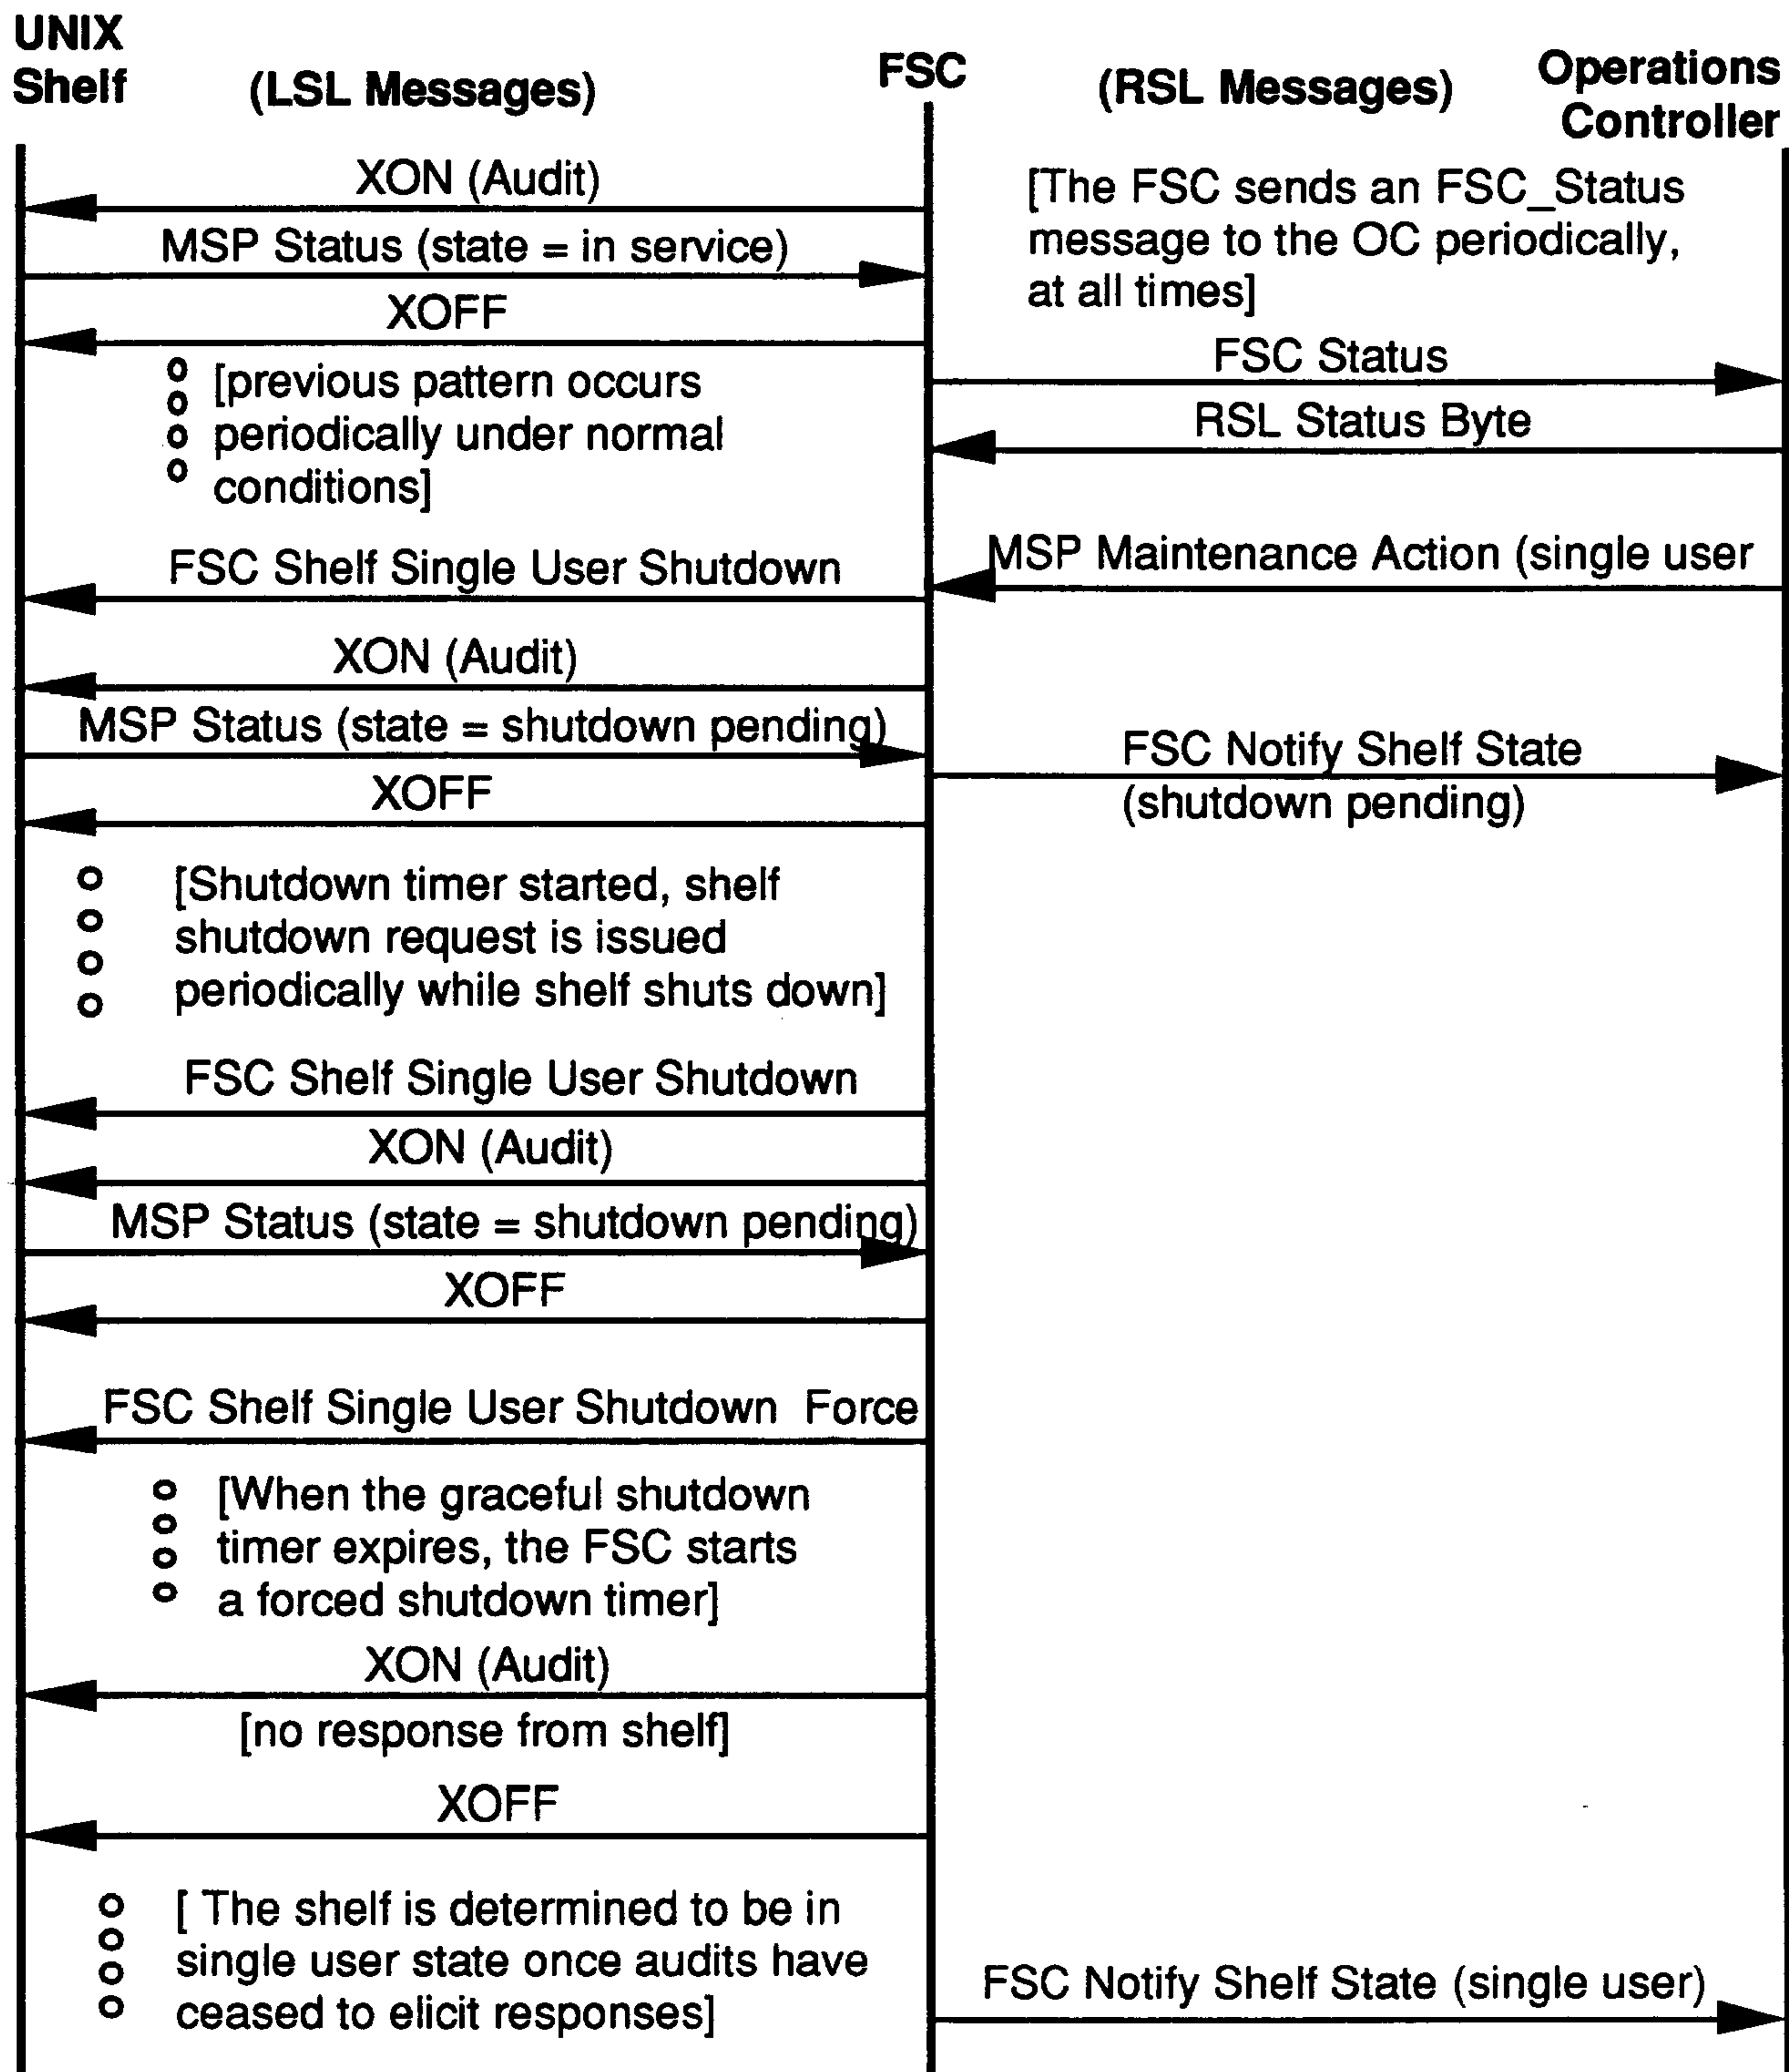 UNIX
Shelf
(LSL Messages)
FSC
(RSL Messages)
Operations
Controller
XON (Audit)
[The FSC sends an FSC_Status
message to the OC periodically,
at all times]
MSP Status (state = in service)
XOFF
FSC Status
[previous pattern occurs
periodically under normal
conditions]
RSL Status Byte
MSP Maintenance Action (single user
FSC Shelf Single User Shutdown
XON (Audit)
MSP Status (state = shutdown pending)
FSC Notify Shelf State
(shutdown pending)
XOFF
[Shutdown timer started, shelf
shutdown request is issued
periodically while shelf shuts down]
FSC Shelf Single User Shutdown
XON (Audit)
MSP Status (state = shutdown pending)
XOFF
FSC Shelf Single User Shutdown Force
[When the graceful shutdown
timer expires, the FSC starts
a forced shutdown timer]
XON (Audit)
[no response from shelf]
XOFF
[ The shelf is determined to be in
single user state once audits have
ceased to elicit responses]
FSC Notify Shelf State (single user)